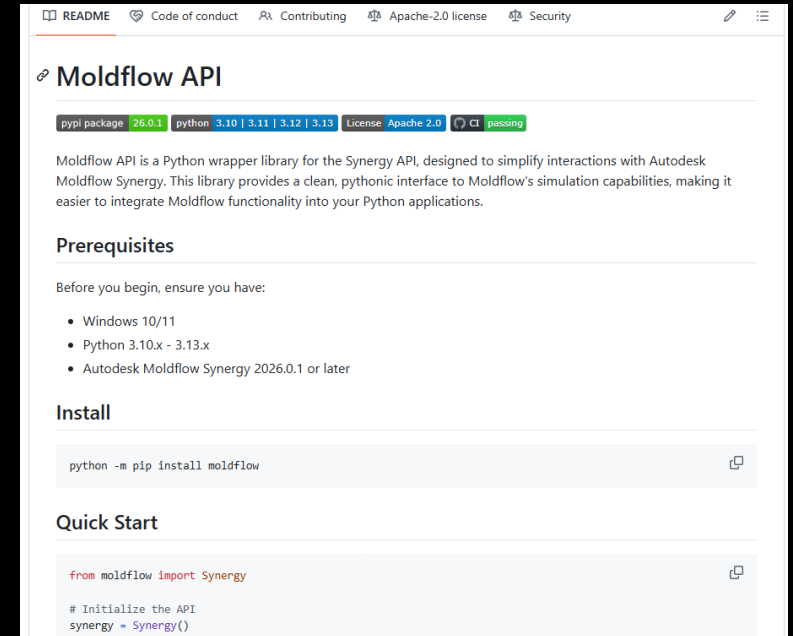 README Code of conduct Contributing Apache-2.0 license Security
Moldflow API
pypi package 26.0.1 python 3.10 | 3.11 | 3.12 | 3.13 License Apache 2.0 CI passing
Moldflow API is a Python wrapper library for the Synergy API, designed to simplify interactions with Autodesk
Moldflow Synergy. This library provides a clean, pythonic interface to Moldflow's simulation capabilities, making it
easier to integrate Moldflow functionality into your Python applications.
Prerequisites
Before you begin, ensure you have:
• Windows 10/11
• Python 3.10.x - 3.13.x
• Autodesk Moldflow Synergy 2026.0.1 or later
Install
python -m pip install moldflow
Quick Start
from moldflow import Synergy
# Initialize the API
synergy = Synergy()